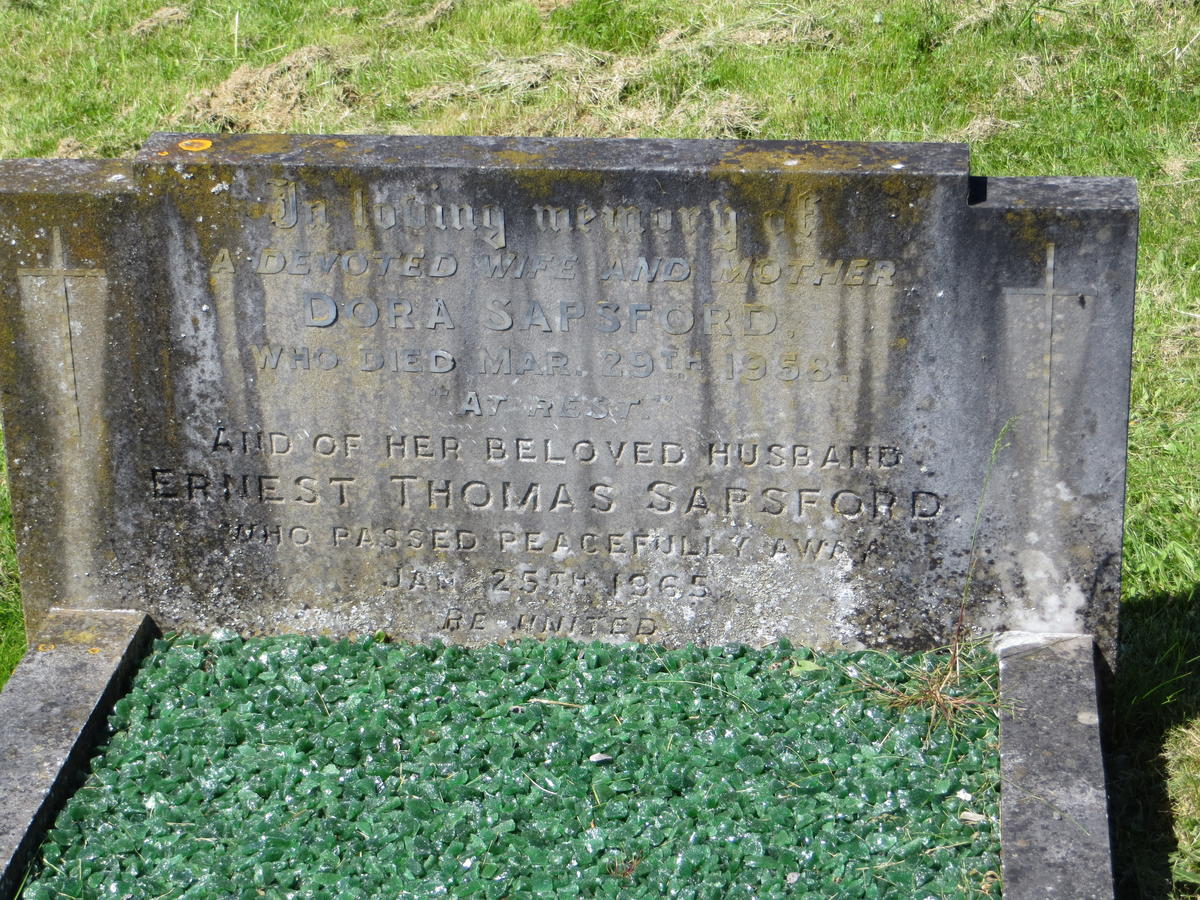 In loving memory of
A DEVOTED WIFE AND MOTHER
DORA SAPSFORD,
WHO DIED MAR. 29TH 1958.
"AT REST."
AND OF HER BELOVED HUSBAND
ERNEST THOMAS SAPSFORD
WHO PASSED PEACEFULLY AWAY
JAN. 25TH 1965
RE-UNITED